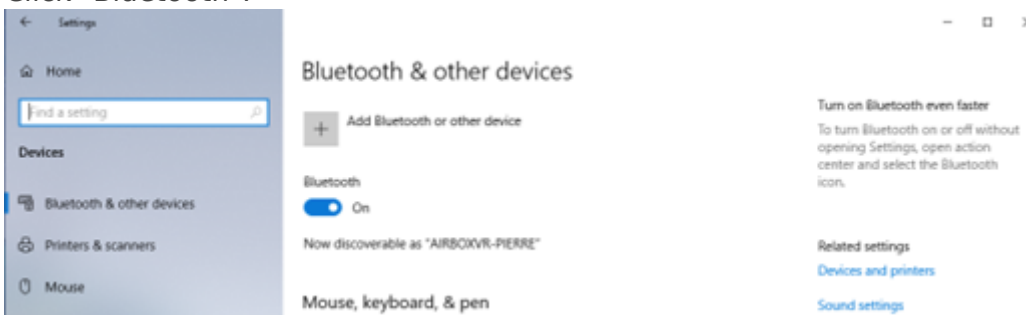 Click "Bluetooth".
Settings
Home
Find a setting
Devices
Bluetooth & other devices
Printers & scanners
Mouse
Bluetooth & other devices
Add Bluetooth or other device
Bluetooth
On
Now discoverable as "AIRBOXVR-PIERRE"
Mouse, keyboard, & pen
Turn on Bluetooth even faster
To turn Bluetooth on or off without
opening Settings, open action
center and select the Bluetooth
icon.
Related settings
Devices and printers
Sound settings